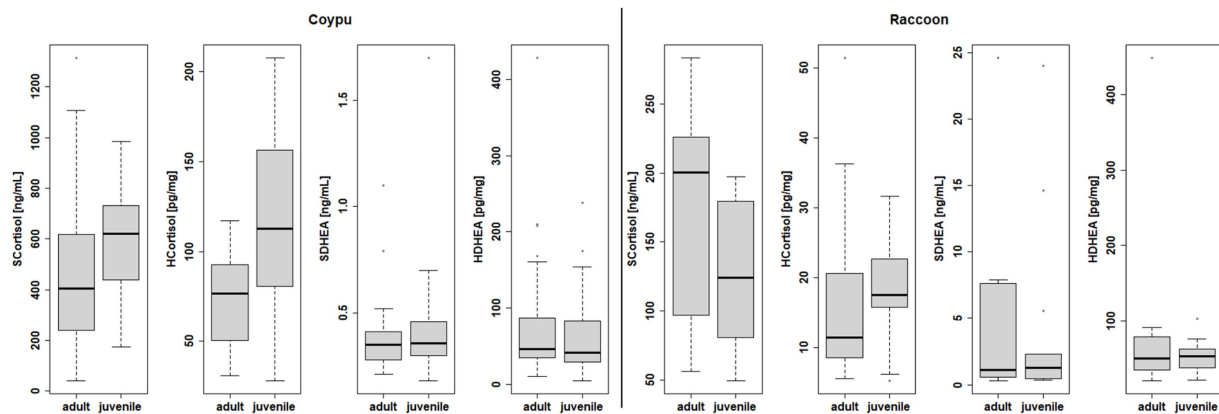 Coypu
Raccoon
SCortisol [ng/mL]
0
200
400
600
800
1000
1200
adult juvenile
HCortisol [pg/mg]
50
100
150
200
adult juvenile
SDHEA [ng/mL]
0.5
1.0
1.5
adult juvenile
HDHEA [pg/mg]
0
100
200
300
400
adult juvenile
SCortisol [ng/mL]
50
100
150
200
250
adult juvenile
HCortisol [pg/mg]
10
20
30
40
50
adult juvenile
SDHEA [ng/mL]
0
5
10
15
20
25
adult juvenile
HDHEA [pg/mg]
100
200
300
400
adult juvenile